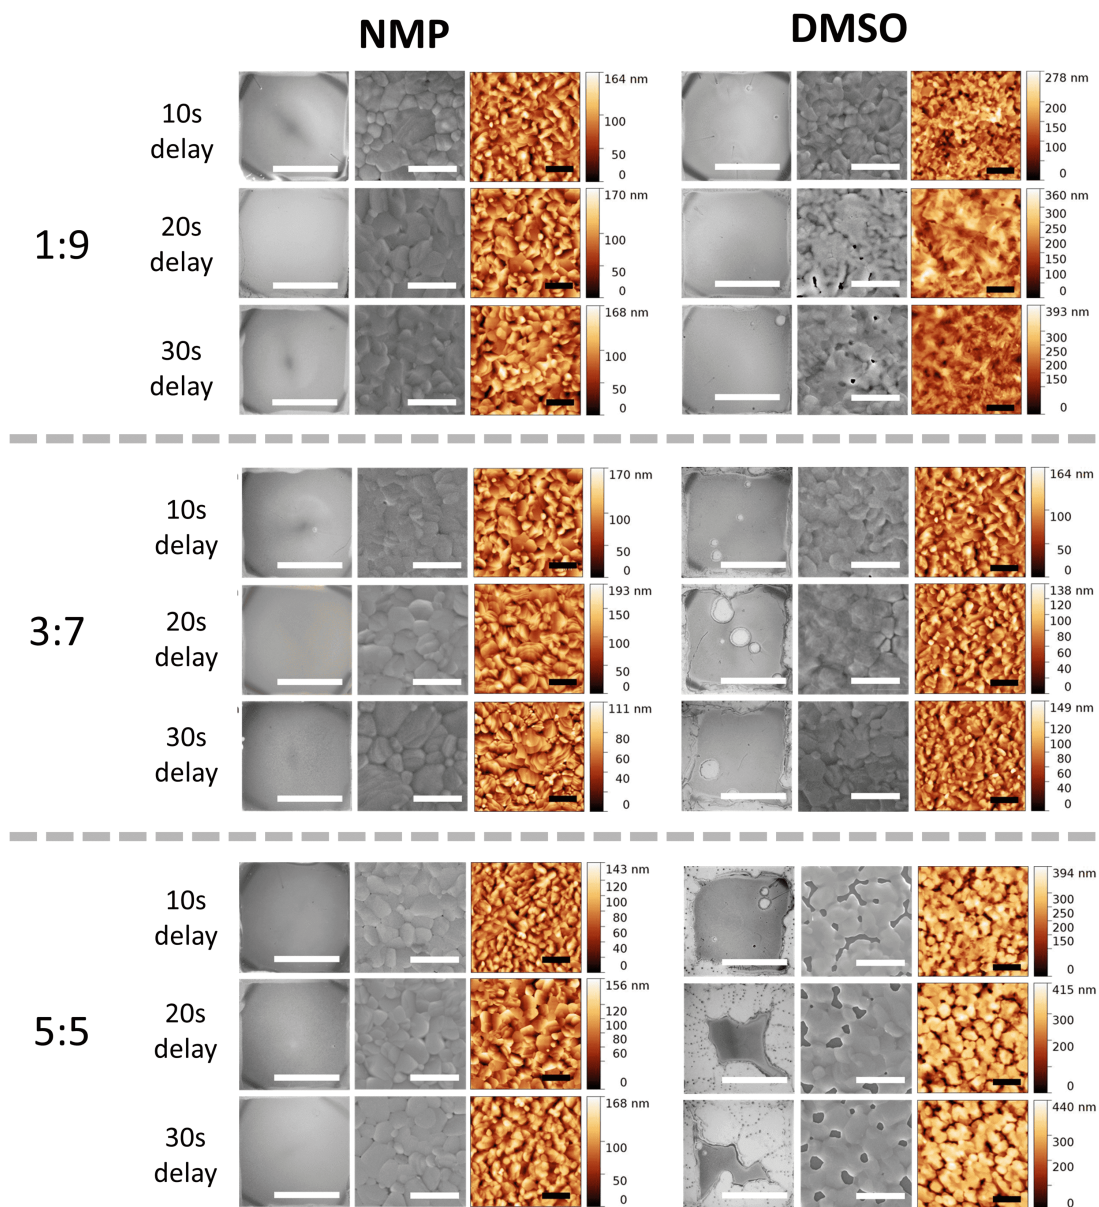 NMP
DMSO
1:9
10s
delay
164 nm
100
50
0
278 nm
200
150
100
0
20s
delay
170 nm
100
50
0
360 nm
300
250
200
150
100
0
30s
delay
168 nm
100
50
0
393 nm
300
250
200
150
0
3:7
10s
delay
170 nm
100
50
0
164 nm
100
50
0
20s
delay
193 nm
150
100
50
0
138 nm
120
100
80
60
40
0
30s
delay
111 nm
80
60
40
0
149 nm
120
100
80
60
40
0
5:5
10s
delay
143 nm
120
100
80
60
40
0
394 nm
300
250
200
150
0
20s
delay
156 nm
120
100
80
60
0
415 nm
300
200
0
30s
delay
168 nm
100
50
0
440 nm
300
200
0